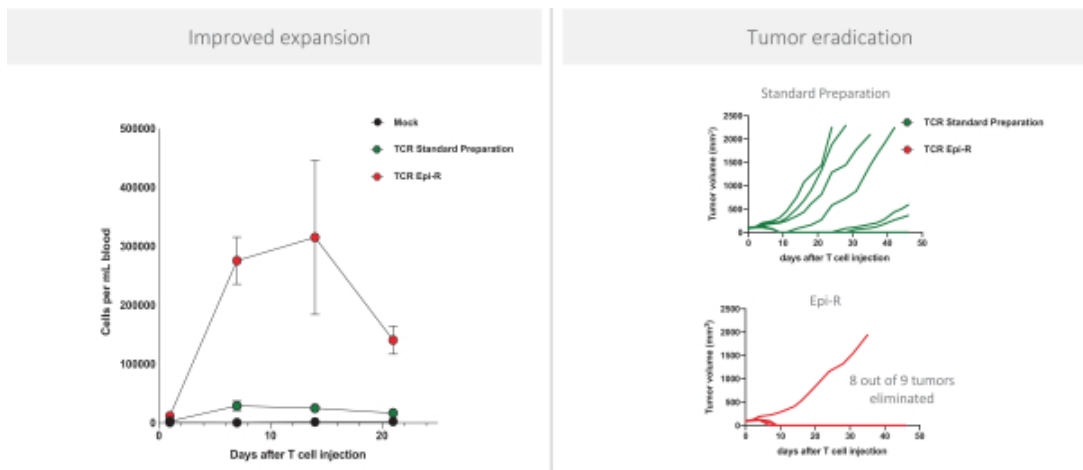 Improved expansion
500000
400000
300000
200000
100000
0
0
10
20
Cells per mL blood
Days after T cell injection
Mock
TCR Standard Preparation
TCR Epi-R
Tumor eradication
Standard Preparation
2500
2000
1500
1000
500
0
0
10
20
30
40
50
Tumor volume (mm³)
days after T cell injection
TCR Standard Preparation
TCR Epi-R
Epi-R
2500
2000
1500
1000
500
0
0
10
20
30
40
50
Tumor volume (mm³)
days after T cell injection
8 out of 9 tumors
eliminated